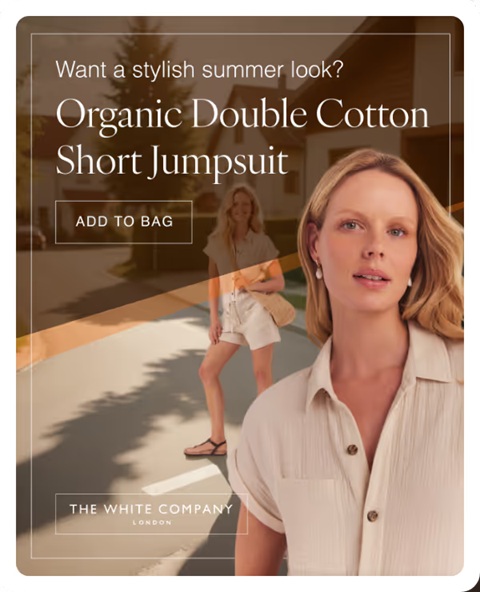 Want a stylish summer look?
Organic Double Cotton
Short Jumpsuit
ADD TO BAG
THE WHITE COMPANY
LONDON